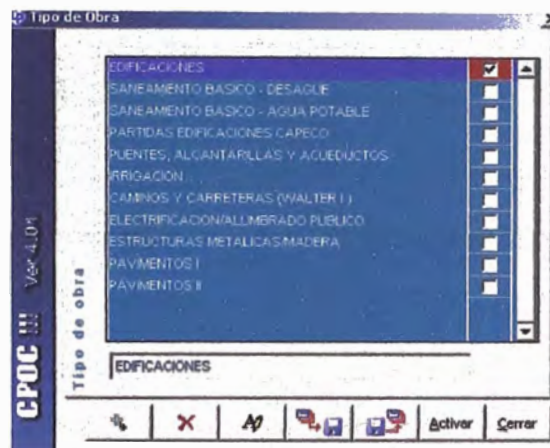 Tipo de Obra
EDIFICACIONES
SANEAMIENTO BASICO - DESAGUE
SANEAMIENTO BASICO - AGUA POTABLE
PARTIDAS EDIFICACIONES CAPECO
PUENTES, ALCANTARILLAS Y ACUEDUCTOS
IRRIGACION
CAMINOS Y CARRETERAS (WALTER I )
ELECTRIFICACION/ALUMBRADO PUBLICO
ESTRUCTURAS METALICAS/MADERA
PAVIMENTOS I
PAVIMENTOS II
EDIFICACIONES
Tipo de obra
CPOC III Ver 4.01
Activar
Cerrar